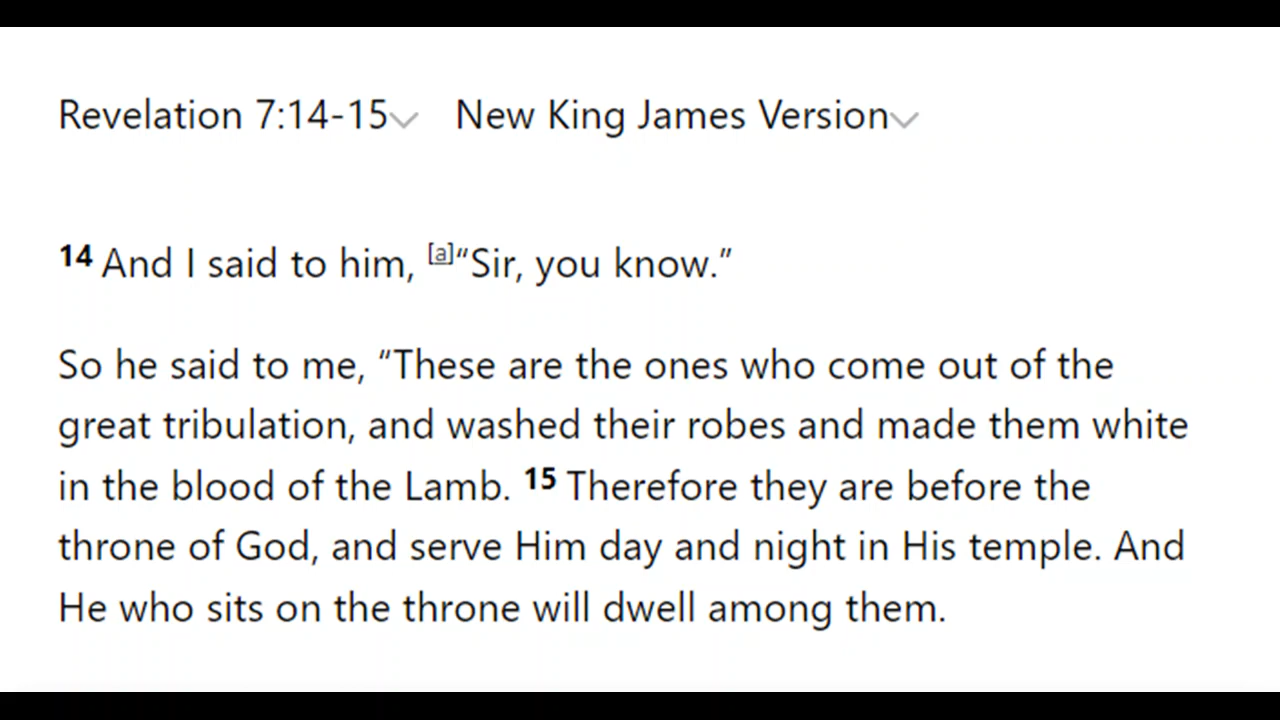 Revelation 7:14-15 New King James Version
14 And I said to him, [a]“Sir, you know.”
So he said to me, “These are the ones who come out of the
great tribulation, and washed their robes and made them white
in the blood of the Lamb. 15 Therefore they are before the
throne of God, and serve Him day and night in His temple. And
He who sits on the throne will dwell among them.